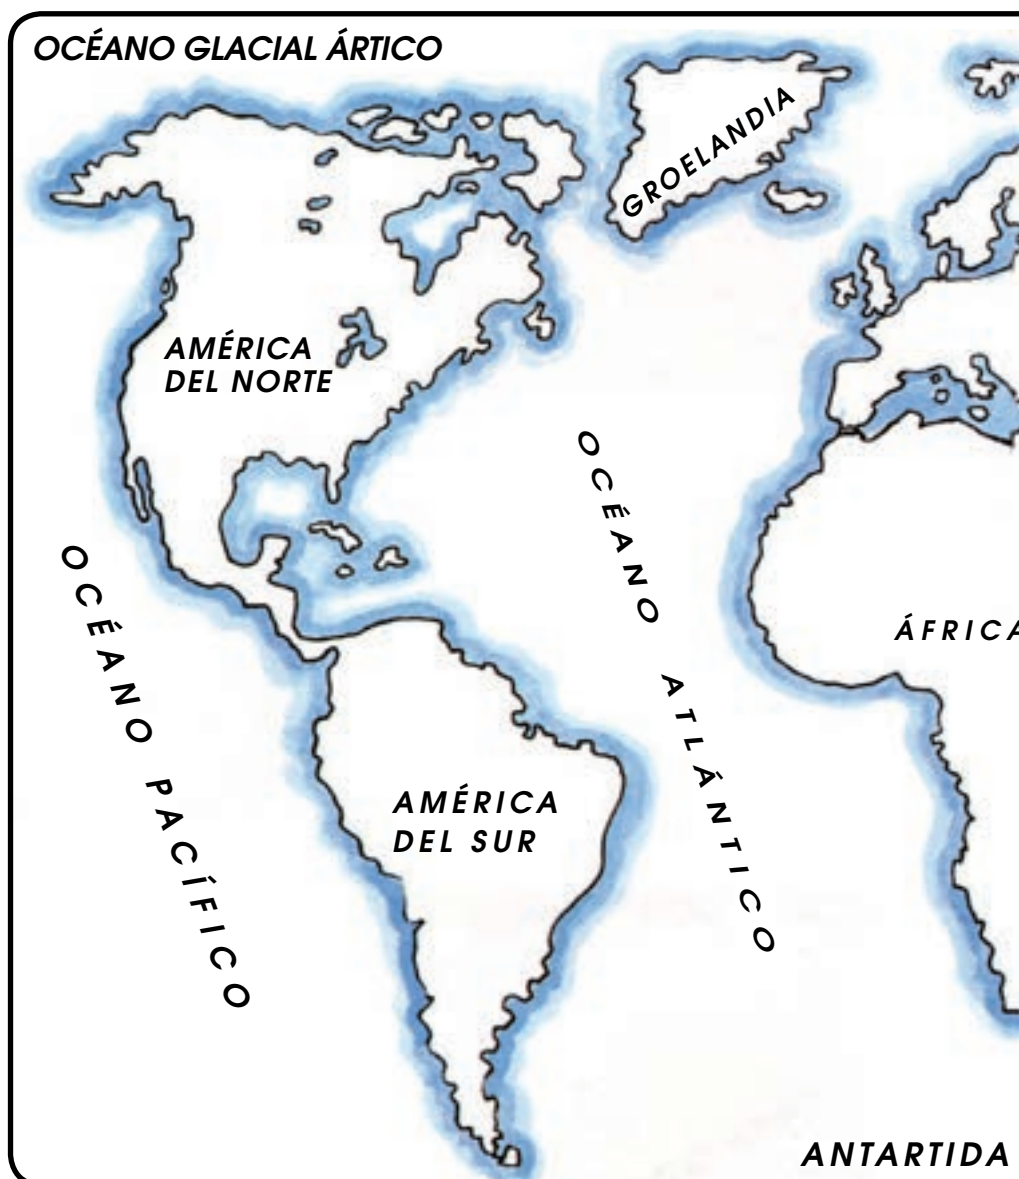 OCÉANO GLACIAL ÁRTICO
GROELANDIA
AMÉRICA
DEL NORTE
OCÉANO ATLÁNTICO
OCÉANO PACÍFICO
ÁFRICA
AMÉRICA
DEL SUR
ANTARTIDA